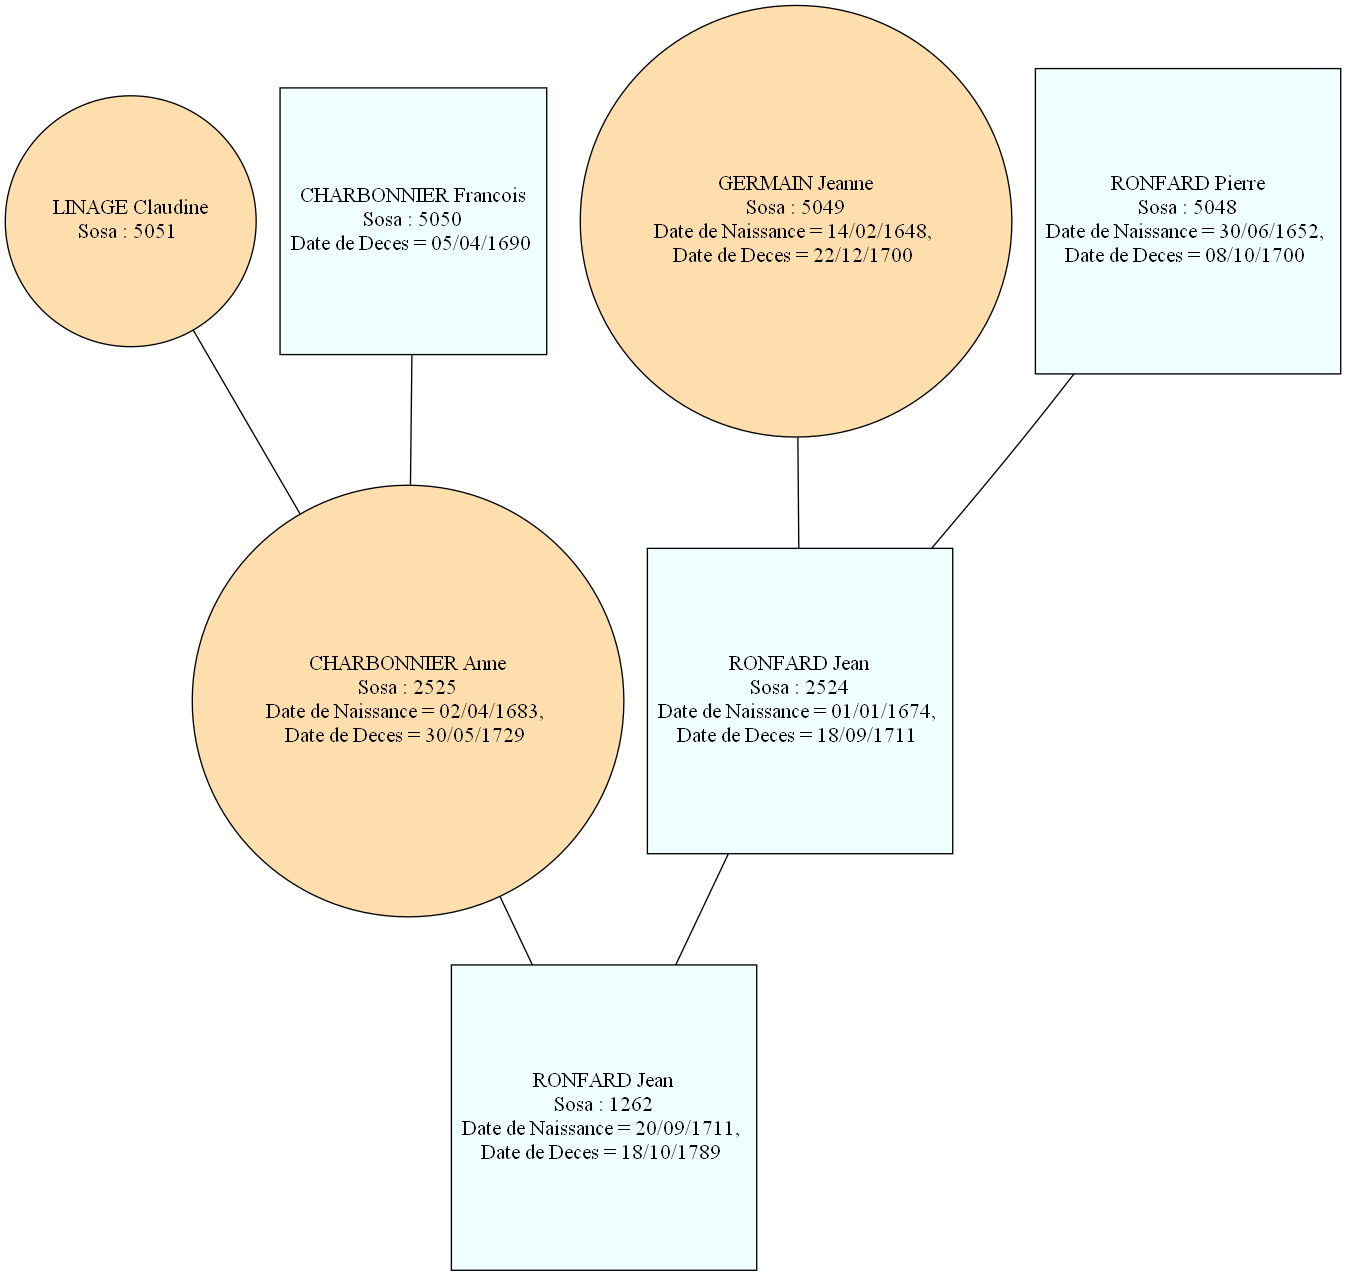 LINAGE Claudine
Sosa : 5051
CHARBONNIER Francois
Sosa : 5050
Date de Deces = 05/04/1690
GERMAIN Jeanne
Sosa : 5049
Date de Naissance = 14/02/1648,
Date de Deces = 22/12/1700
RONFARD Pierre
Sosa : 5048
Date de Naissance = 30/06/1652,
Date de Deces = 08/10/1700
CHARBONNIER Anne
Sosa : 2525
Date de Naissance = 02/04/1683,
Date de Deces = 30/05/1729
RONFARD Jean
Sosa : 2524
Date de Naissance = 01/01/1674,
Date de Deces = 18/09/1711
RONFARD Jean
Sosa : 1262
Date de Naissance = 20/09/1711,
Date de Deces = 18/10/1789